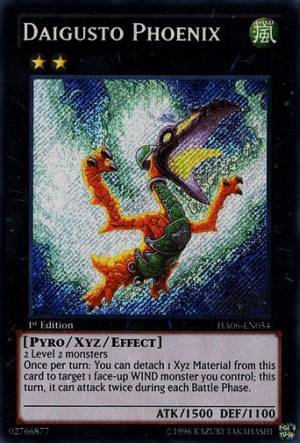 DAIGUSTO PHOENIX
風
HA06-EN054
1st Edition
[PYRO/XYZ/EFFECT]
2 Level 2 monsters
Once per turn: You can detach 1 Xyz Material from this
card to target 1 face-up WIND monster you control; this
turn, it can attack twice during each Battle Phase.
ATK/1500 DEF/1100
02766877
©1996 KAZUKI TAKAHASHI